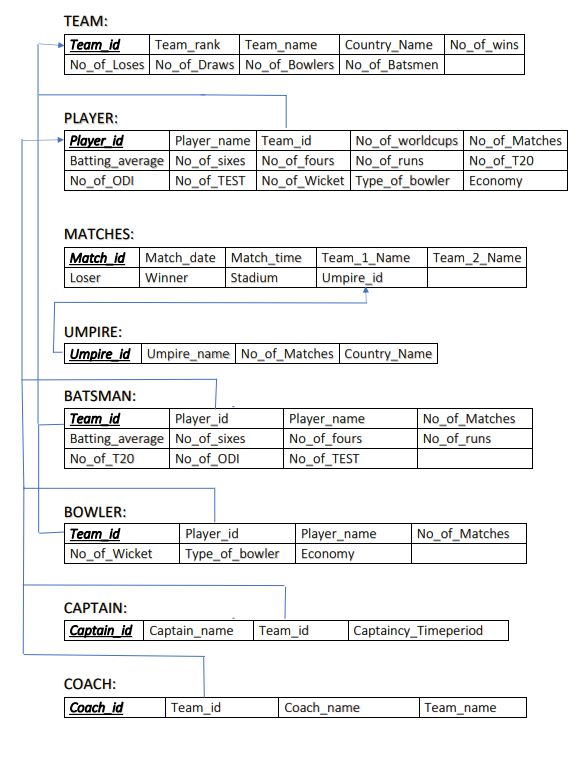 TEAM:
Team_id Team_rank Team_name Country_Name No_of_wins
No_of_Loses No_of_Draws No_of_Bowlers No_of_Batsmen
PLAYER:
Player_id Player_name Team_id No_of_worldcups No_of_Matches
Batting_average No_of_sixes No_of_fours No_of_runs No_of_T20
No_of_ODI No_of_TEST No_of_Wicket Type_of_bowler Economy
MATCHES:
Match_id Match_date Match_time Team_1_Name Team_2_Name
Loser Winner Stadium Umpire_id
UMPIRE:
Umpire_id Umpire_name No_of_Matches Country_Name
BATSMAN:
Team_id Player_id Player_name No_of_Matches
Batting_average No_of_sixes No_of_fours No_of_runs
No_of_T20 No_of_ODI No_of_TEST
BOWLER:
Team_id Player_id Player_name No_of_Matches
No_of_Wicket Type_of_bowler Economy
CAPTAIN:
Captain_id Captain_name Team_id Captaincy_Timeperiod
COACH:
Coach_id Team_id Coach_name Team_name